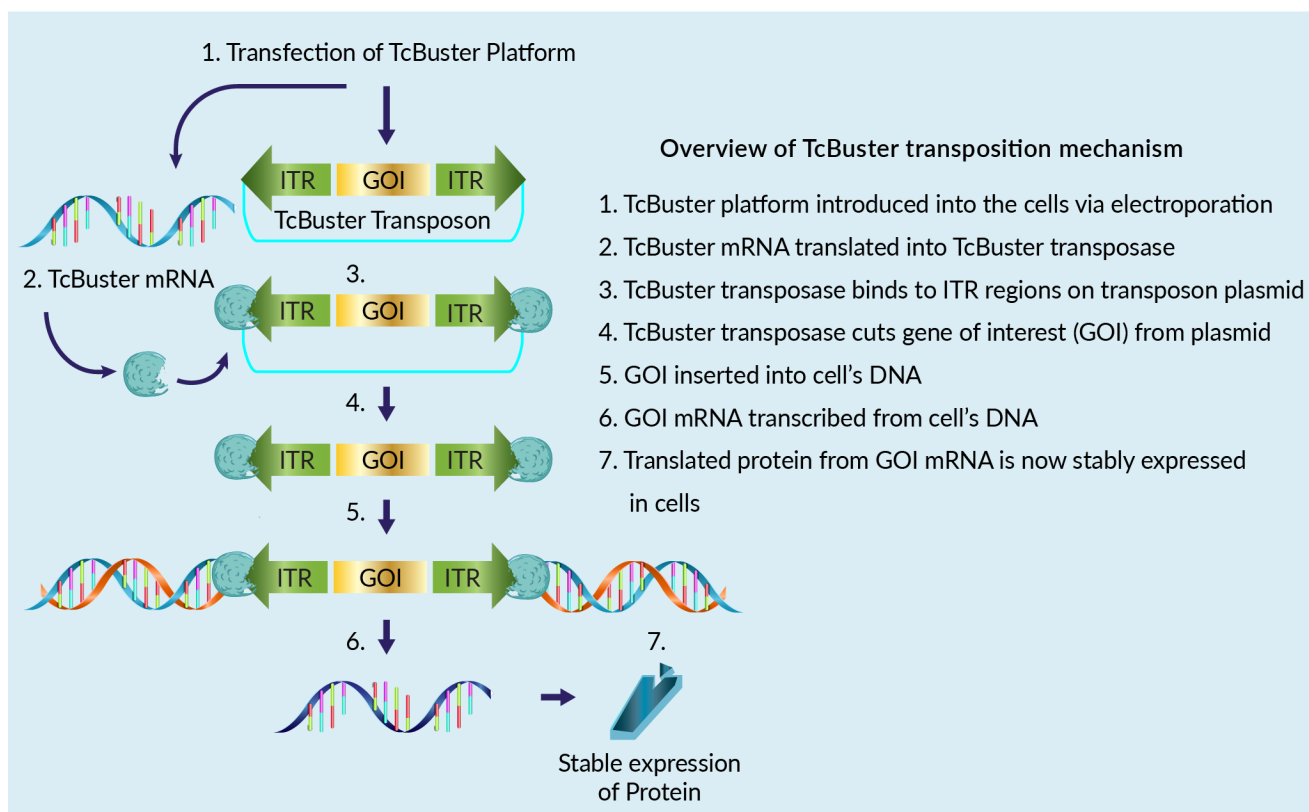 1. Transfection of TcBuster Platform
ITR GOI ITR
TcBuster Transposon
2. TcBuster mRNA
3.
ITR GOI ITR
4.
ITR GOI ITR
5.
ITR GOI ITR
6.
7.
Stable expression
of Protein
Overview of TcBuster transposition mechanism
1. TcBuster platform introduced into the cells via electroporation
2. TcBuster mRNA translated into TcBuster transposase
3. TcBuster transposase binds to ITR regions on transposon plasmid
4. TcBuster transposase cuts gene of interest (GOI) from plasmid
5. GOI inserted into cell’s DNA
6. GOI mRNA transcribed from cell’s DNA
7. Translated protein from GOI mRNA is now stably expressed
in cells